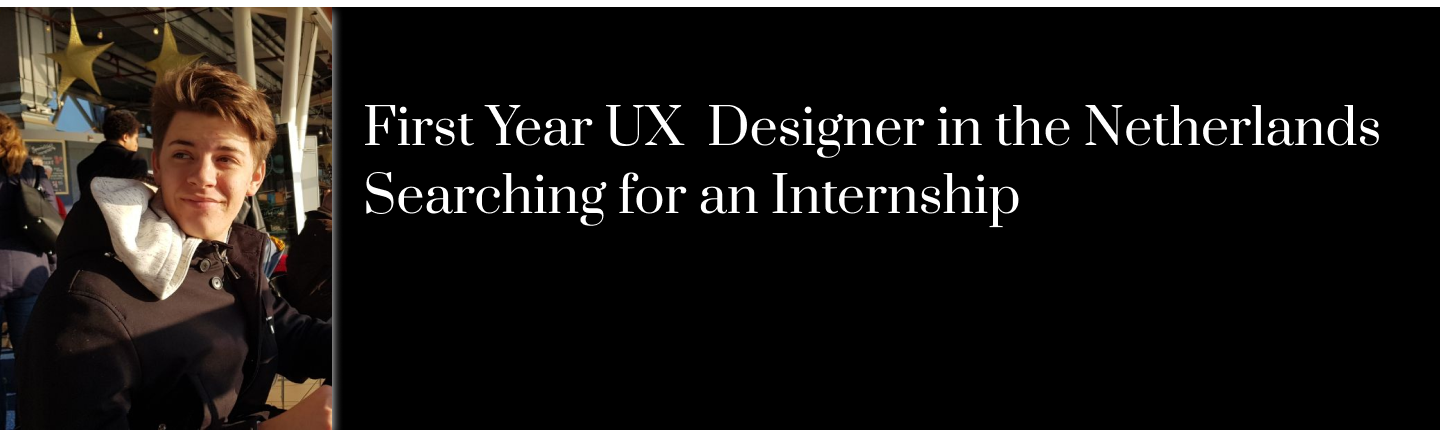 First Year UX  Designer in the Netherlands
Searching for an Internship